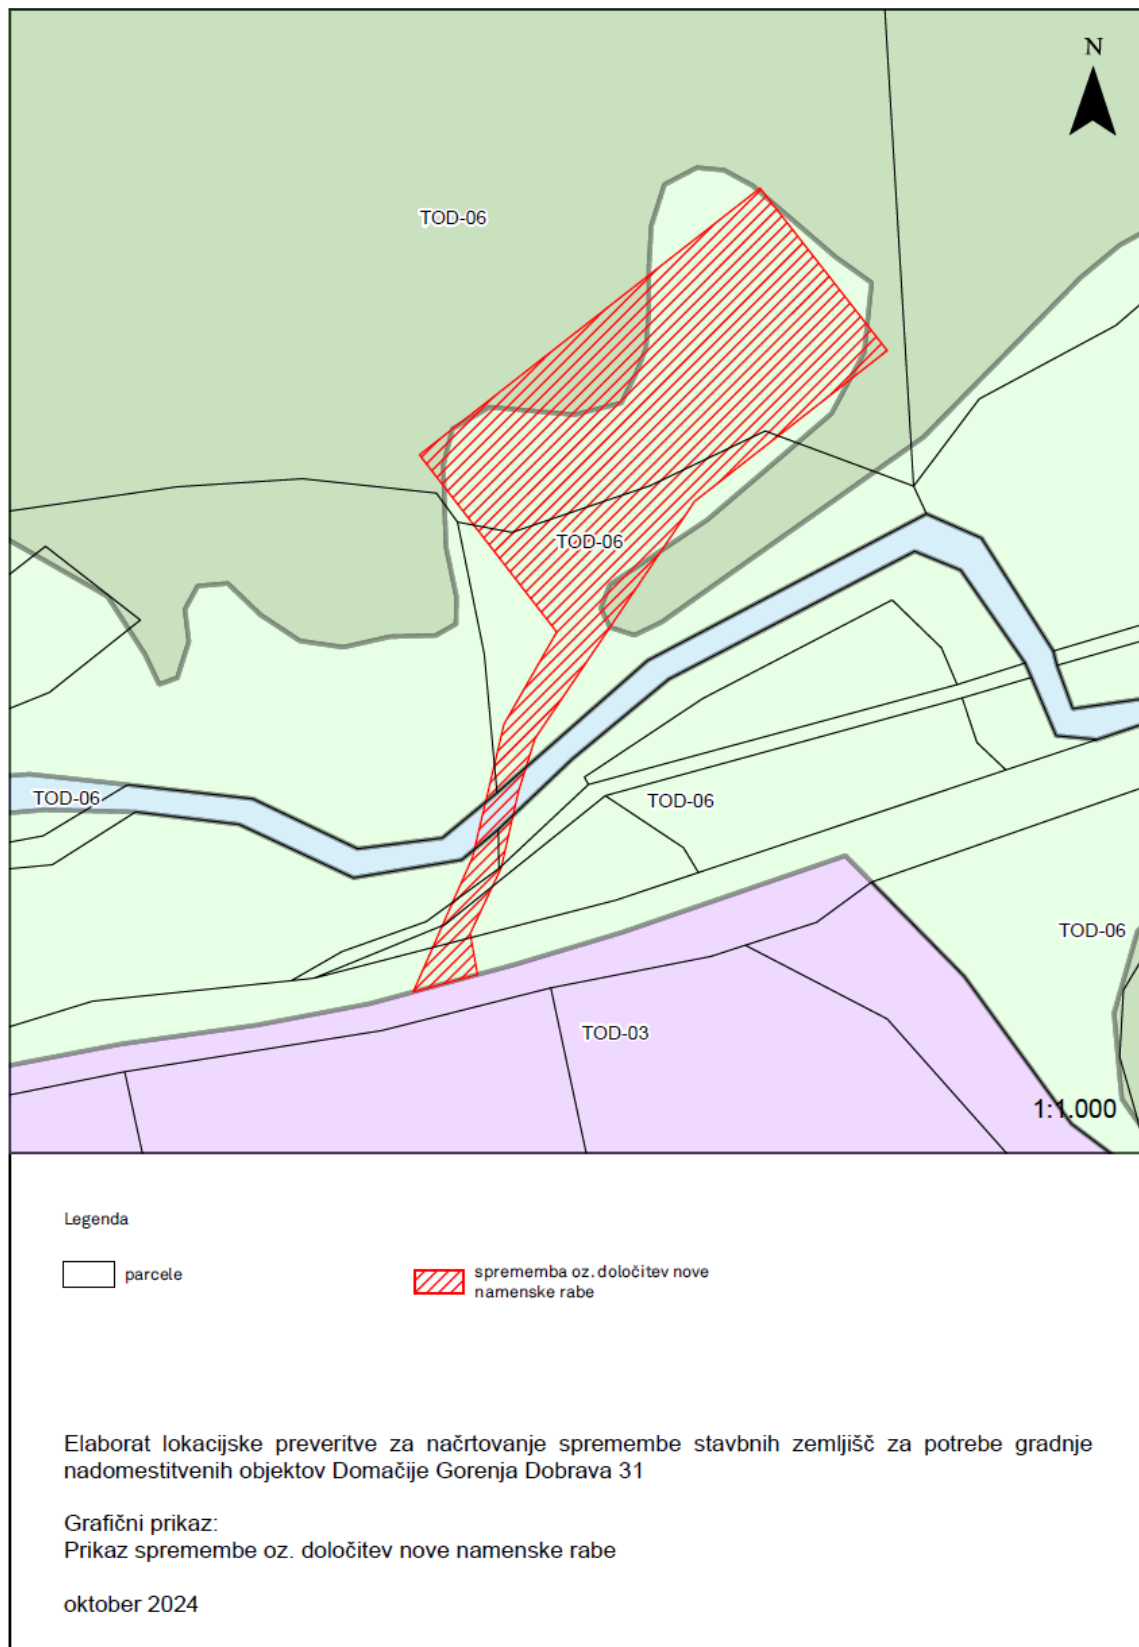 N
TOD-06
TOD-06
TOD-06
TOD-06
TOD-06
TOD-03
1:1.000
Legenda
parcele
sprememba oz. določitev nove
namenske rabe
Elaborat lokacijske preveritve za načrtovanje spremembe stavbnih zemljišč za potrebe gradnje
nadomestitvenih objektov Domačije Gorenja Dobrava 31
Grafični prikaz:
Prikaz spremembe oz. določitev nove namenske rabe
oktober 2024